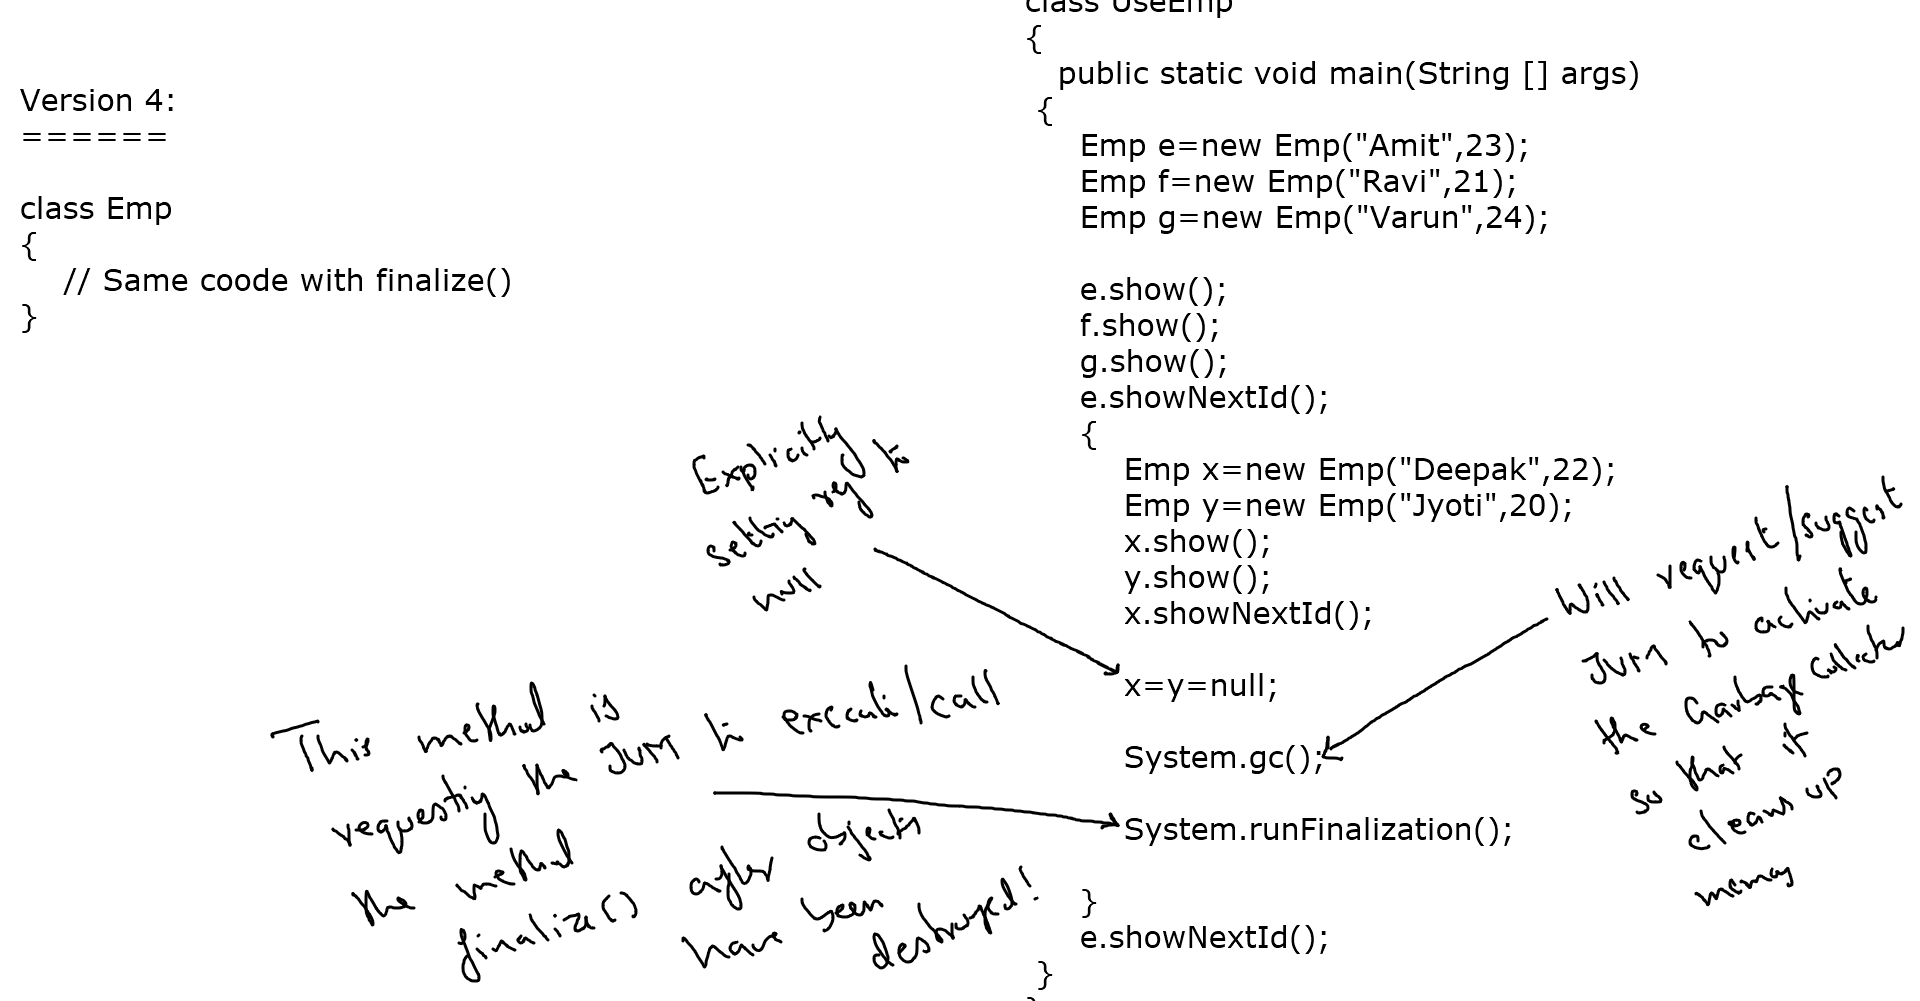 Version 4:
======
class Emp
{
// Same coode with finalize()
}
class UseEmp
{
public static void main(String [] args)
{
Emp e=new Emp("Amit",23);
Emp f=new Emp("Ravi",21);
Emp g=new Emp("Varun",24);
e.show();
f.show();
g.show();
e.showNextId();
{
Emp x=new Emp("Deepak",22);
Emp y=new Emp("Jyoti",20);
x.show();
y.show();
x.showNextId();
x=y=null;
System.gc();
System.runFinalization();
}
e.showNextId();
}
Explicitly
setting ref to
null
This method is
requesting the JVM to execute/call
the method
finalize() after objects
have been
destroyed!
Will request/suggest
JVM to activate
the Garbage Collector
so that it
cleans up
memory